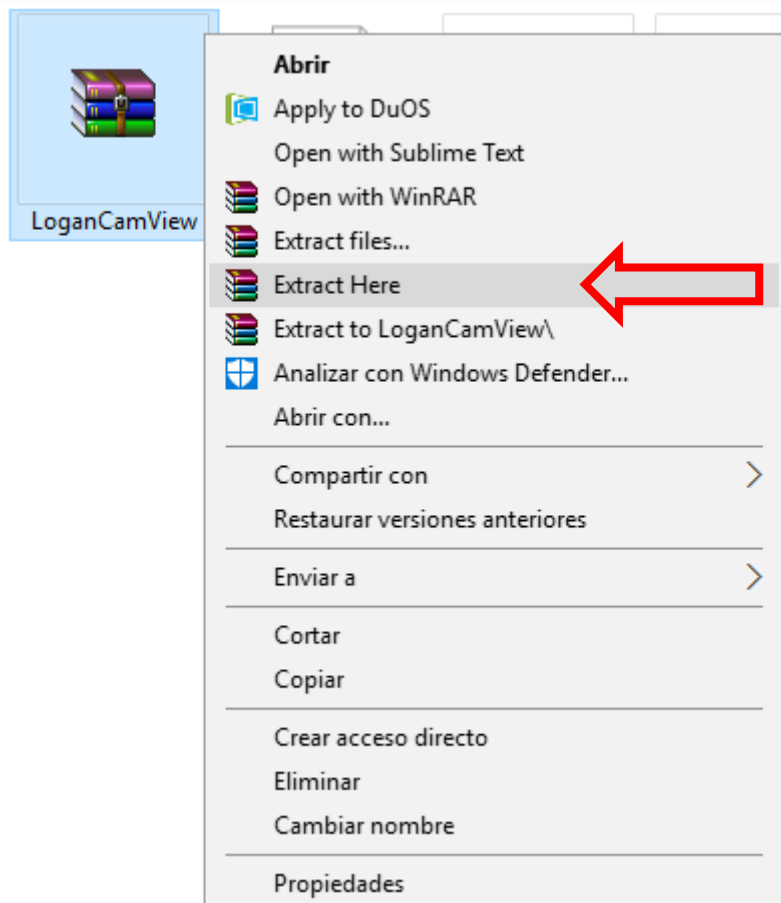 LoganCamView
Abrir
Apply to DuOS
Open with Sublime Text
Open with WinRAR
Extract files...
Extract Here
Extract to LoganCamView\
Analizar con Windows Defender...
Abrir con...
Compartir con
Restaurar versiones anteriores
Enviar a
Cortar
Copiar
Crear acceso directo
Eliminar
Cambiar nombre
Propiedades